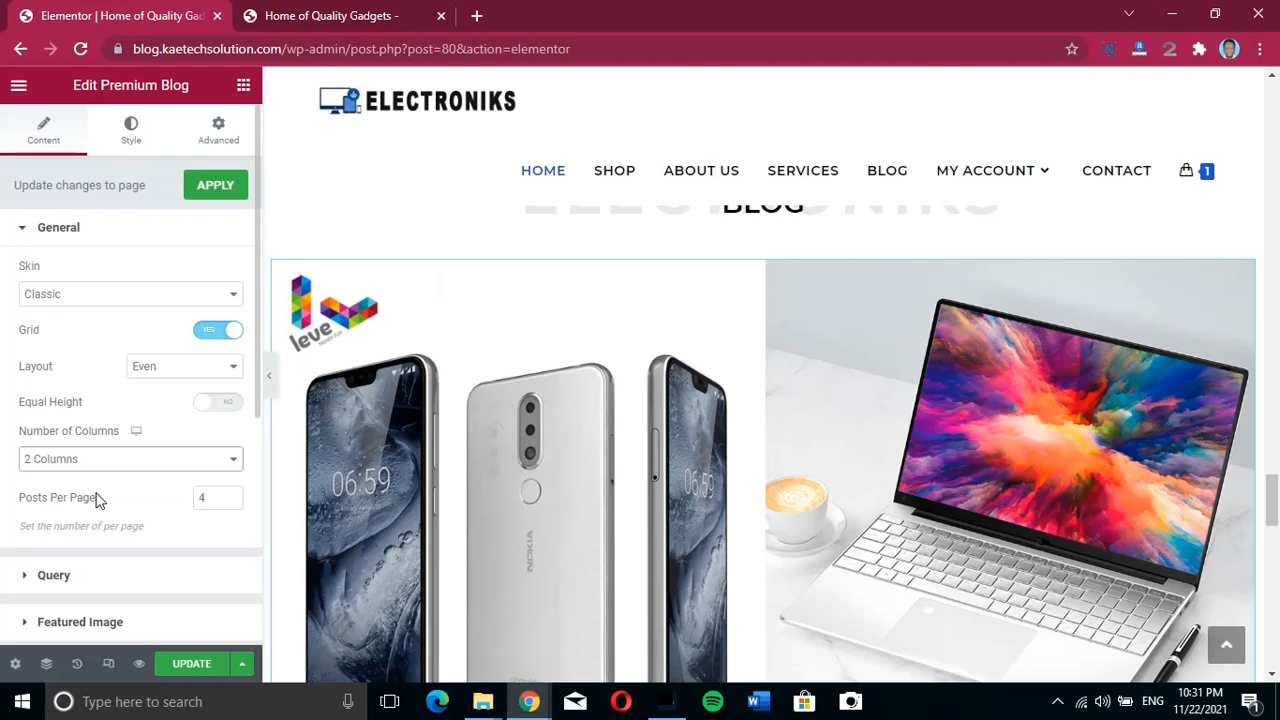 Elementor | Home of Quality Gad
Home of Quality Gadgets -
blog.kaetechsolution.com/wp-admin/post.php?post=80&action=elementor
Edit Premium Blog
Content
Style
Advanced
Update changes to page
APPLY
General
Skin
Classic
Grid
YES
Layout
Even
Equal Height
NO
Number of Columns
2 Columns
Posts Per Page
4
Set the number of per page
Query
Featured Image
UPDATE
ELECTRONIKS
HOME
SHOP
ABOUT US
SERVICES
BLOG
MY ACCOUNT
CONTACT
1
ELECTRONIKS
BLOG
leve
06:59
NOKIA
06:59
Type here to search
ENG
10:31 PM
11/22/2021
1